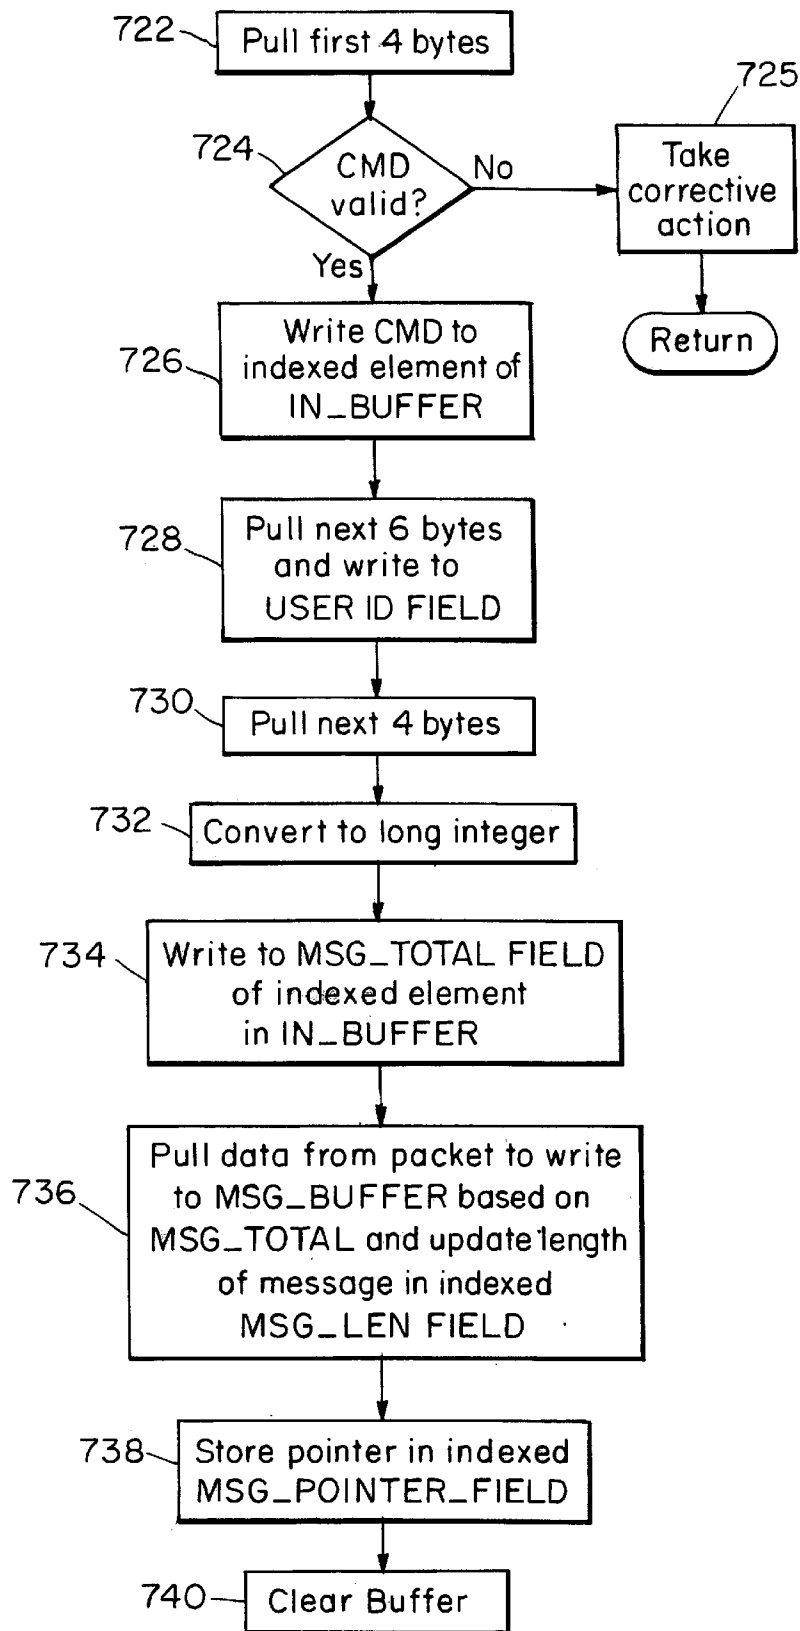 722
Pull first 4 bytes
725
724
CMD
valid?
No
Take
corrective
action
Yes
Return
726
Write CMD to
indexed element of
IN_BUFFER
728
Pull next 6 bytes
and write to
USER ID FIELD
730
Pull next 4 bytes
732
Convert to long integer
734
Write to MSG_TOTAL FIELD
of indexed element
in IN_BUFFER
736
Pull data from packet to write
to MSG_BUFFER based on
MSG_TOTAL and update length
of message in indexed
MSG_LEN FIELD
738
Store pointer in indexed
MSG_POINTER_FIELD
740
Clear Buffer